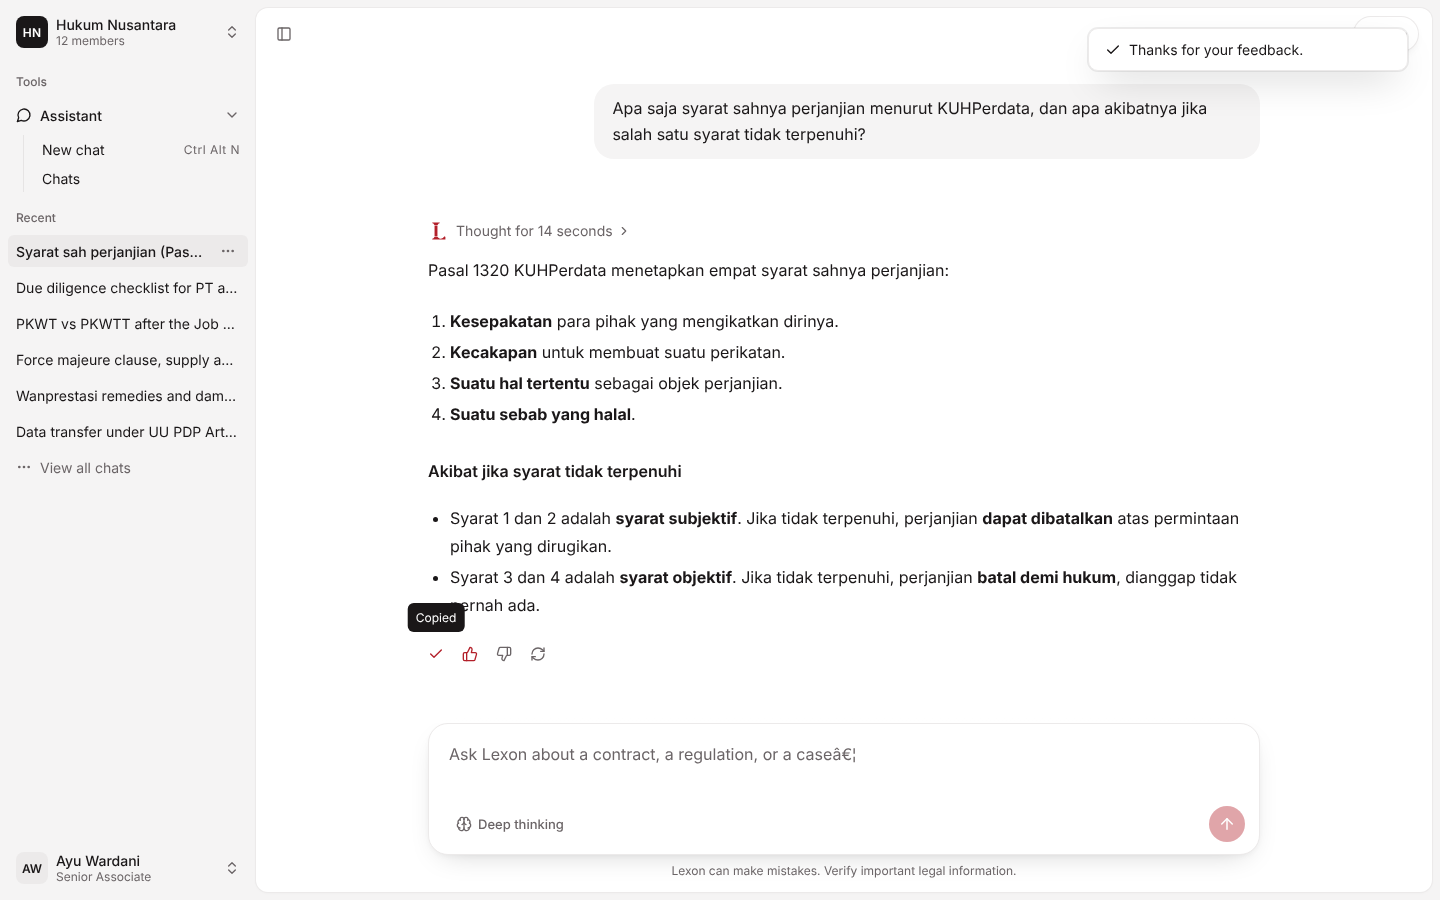 HN
Hukum Nusantara
12 members
Tools
Assistant
New chat
Ctrl Alt N
Chats
Recent
Syarat sah perjanjian (Pas...
Due diligence checklist for PT a...
PKWT vs PKWTT after the Job ...
Force majeure clause, supply a...
Wanprestasi remedies and dam...
Data transfer under UU PDP Art...
View all chats
AW
Ayu Wardani
Senior Associate
Thanks for your feedback.
Apa saja syarat sahnya perjanjian menurut KUHPerdata, dan apa akibatnya jika
salah satu syarat tidak terpenuhi?
Thought for 14 seconds
Pasal 1320 KUHPerdata menetapkan empat syarat sahnya perjanjian:
1. Kesepakatan para pihak yang mengikatkan dirinya.
2. Kecakapan untuk membuat suatu perikatan.
3. Suatu hal tertentu sebagai objek perjanjian.
4. Suatu sebab yang halal.
Akibat jika syarat tidak terpenuhi
• Syarat 1 dan 2 adalah syarat subjektif. Jika tidak terpenuhi, perjanjian dapat dibatalkan atas permintaan
pihak yang dirugikan.
• Syarat 3 dan 4 adalah syarat objektif. Jika tidak terpenuhi, perjanjian batal demi hukum, dianggap tidak
pernah ada.
Copied
Ask Lexon about a contract, a regulation, or a caseâ€¦
Deep thinking
Lexon can make mistakes. Verify important legal information.